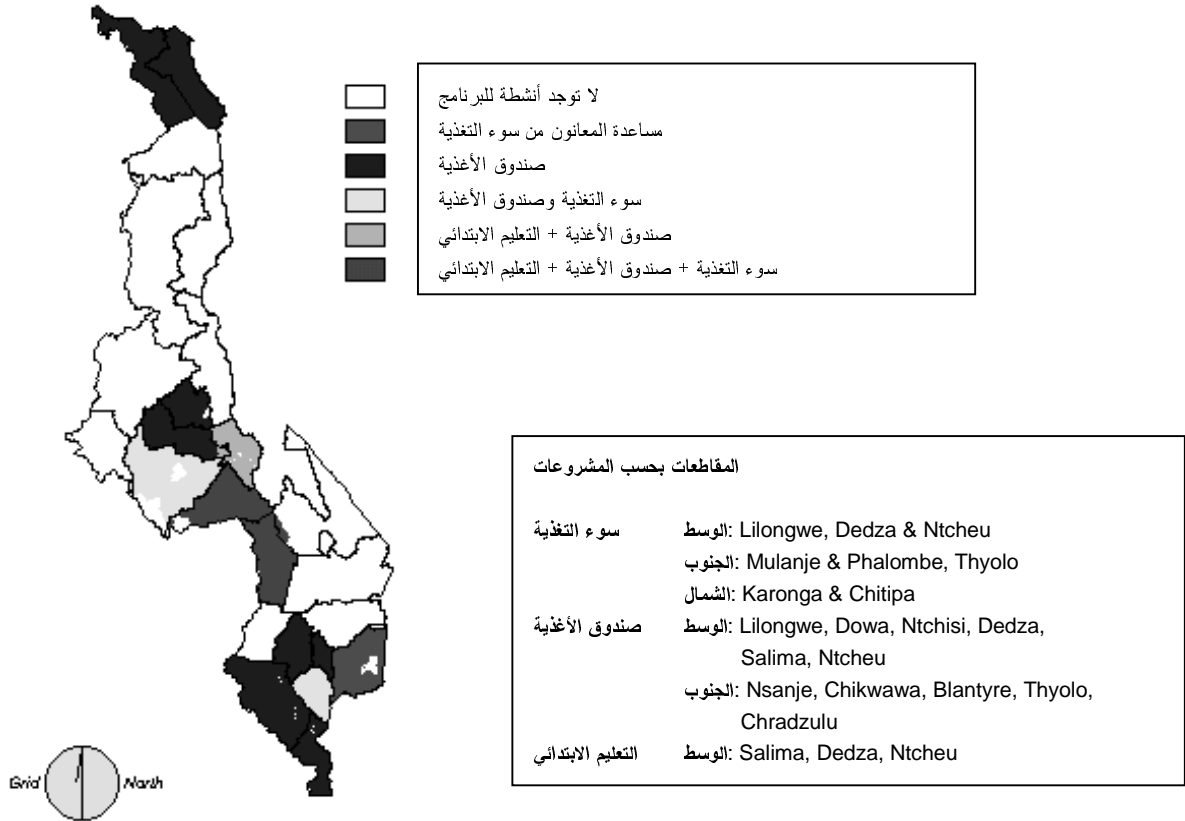 لا توجد أنشطة للبرنامج
مساعدة المعانون من سوء التغذية
صندوق الأغذية
سوء التغذية وصندوق الأغذية
صندوق الأغذية + التعليم الابتدائي
سوء التغذية + صندوق الأغذية + التعليم الابتدائي
المقاطعات بحسب المشروعات
سوء التغذية الوسط: Lilongwe, Dedza & Ntcheu
الجنوب: Mulanje & Phalombe, Thyolo
الشمال: Karonga & Chitipa
صندوق الأغذية الوسط: Lilongwe, Dowa, Ntchisi, Dedza,
Salima, Ntcheu
الجنوب: Nsanje, Chikwawa, Blantyre, Thyolo,
Chradzulu
التعليم الابتدائي الوسط: Salima, Dedza, Ntcheu
Grid North